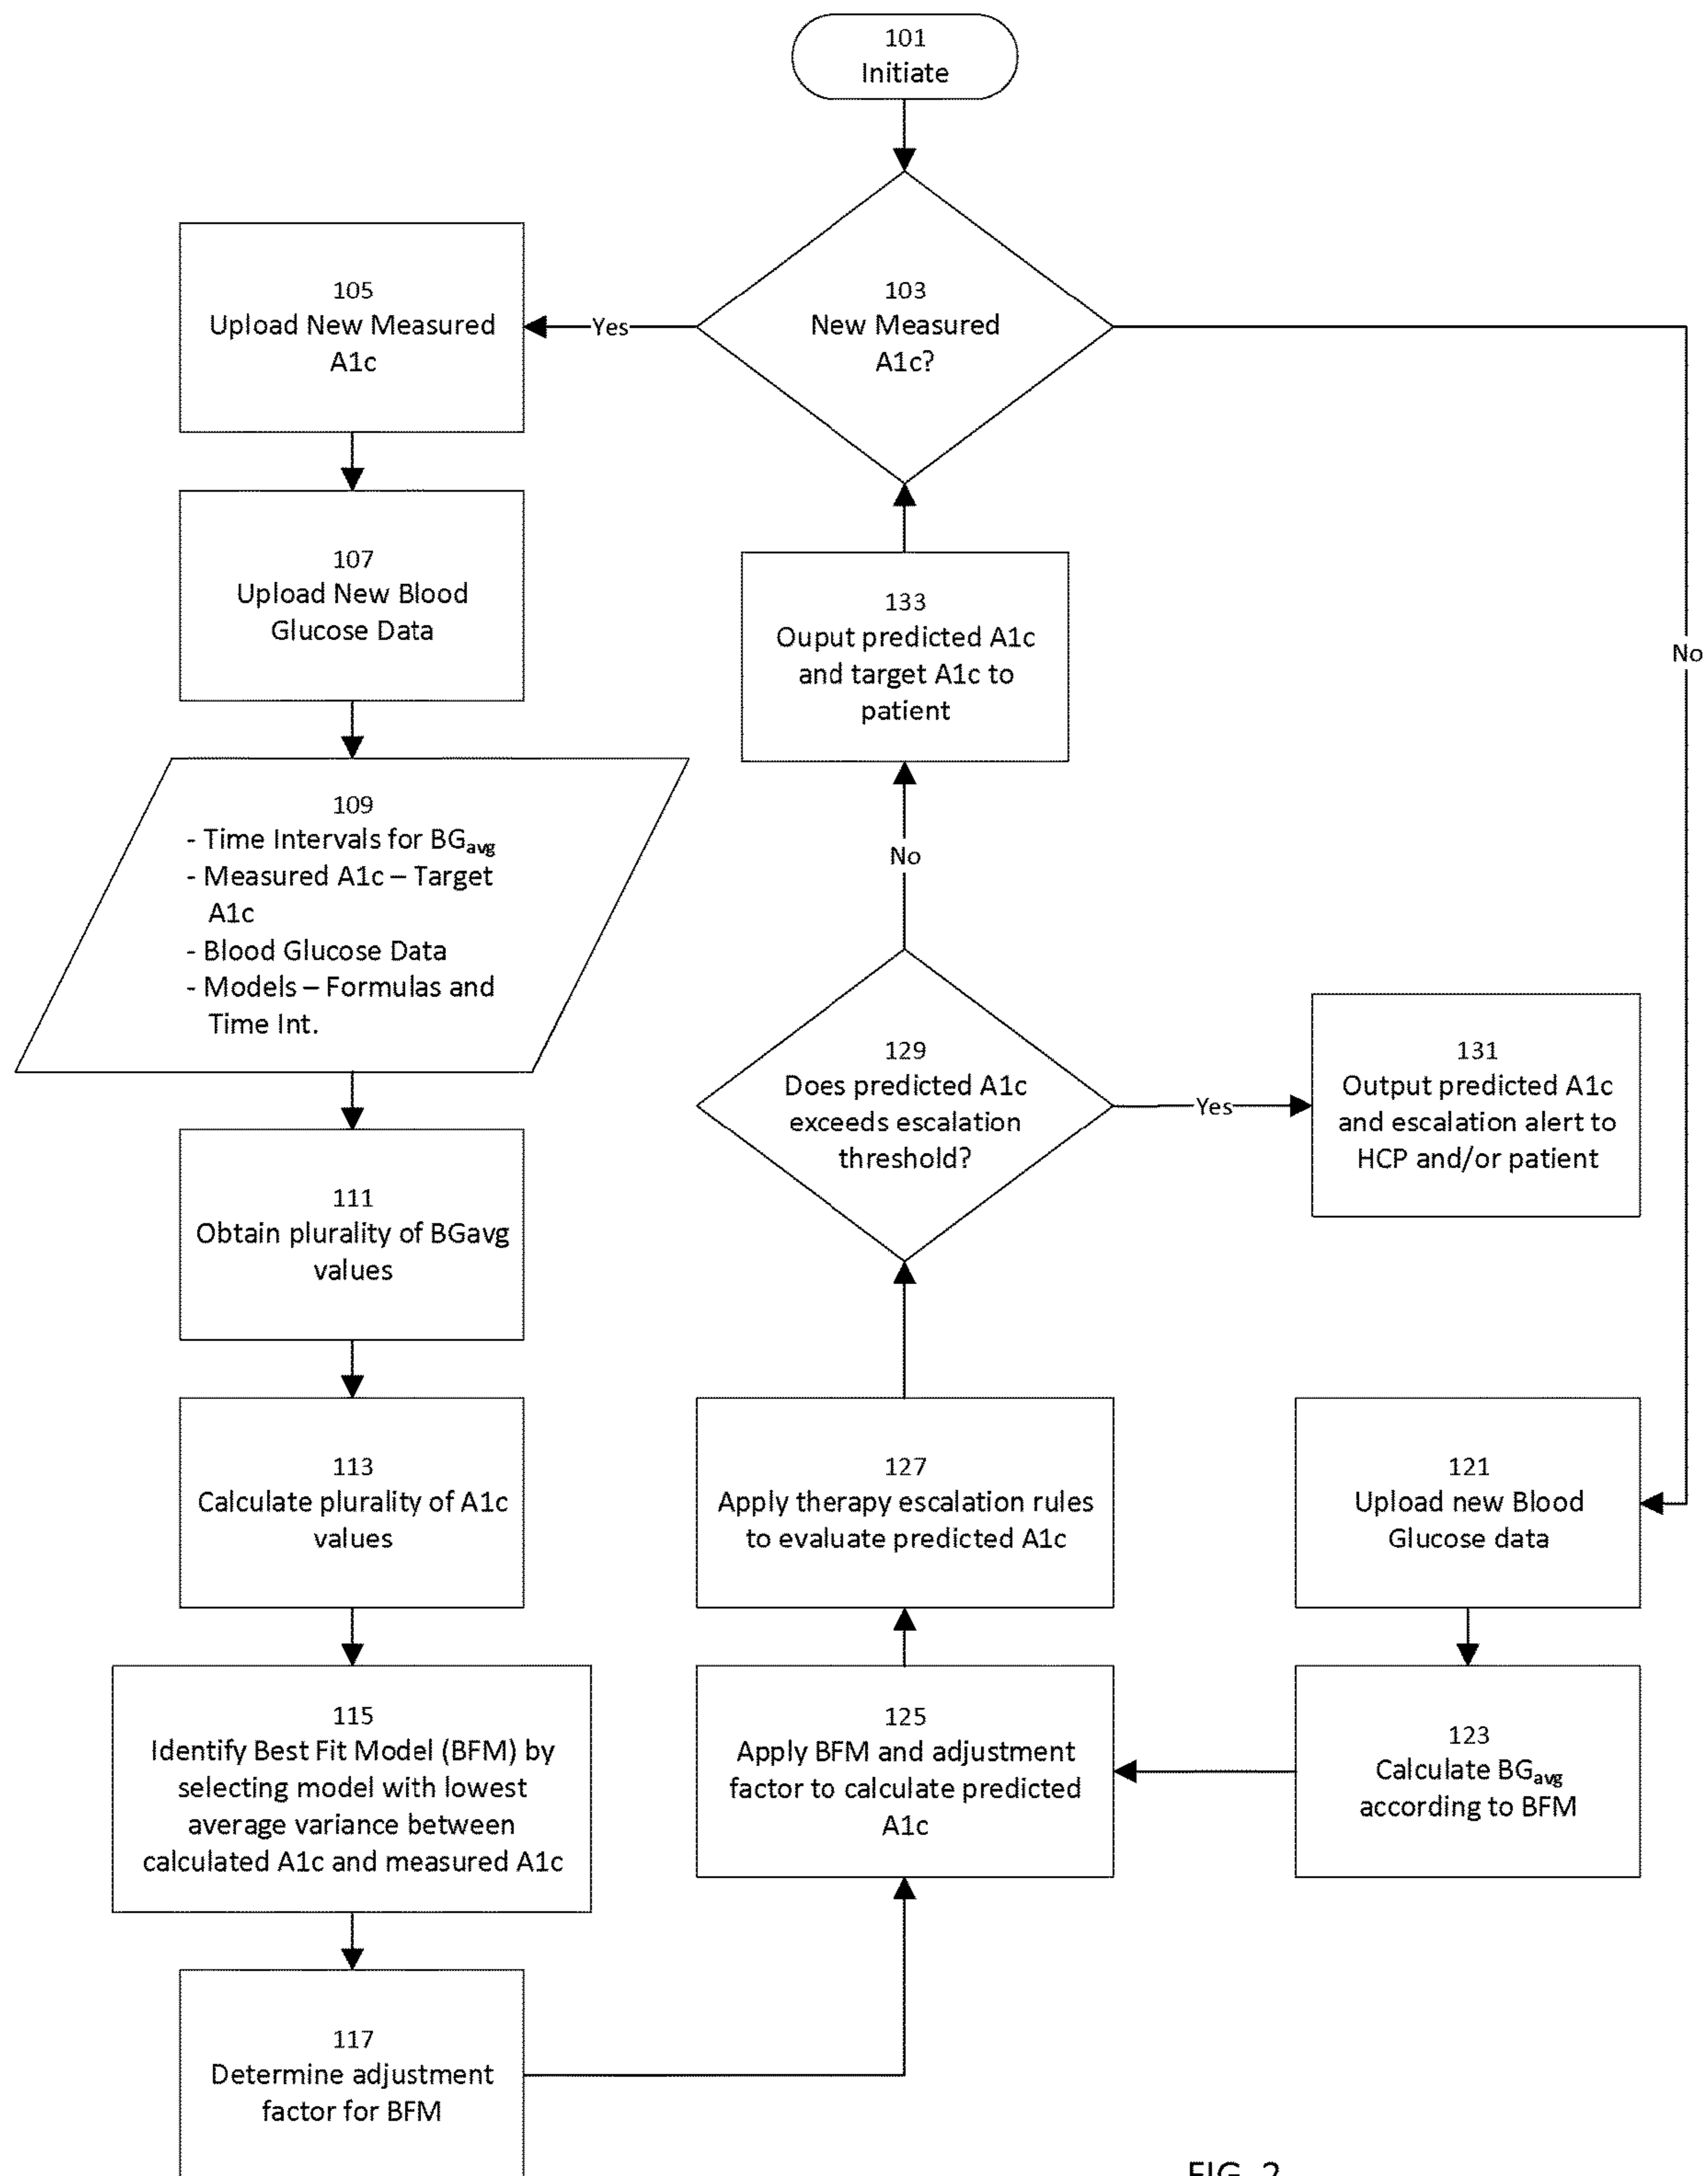 101
Initiate
103
New Measured
A1c?
Yes
No
105
Upload New Measured
A1c
107
Upload New Blood
Glucose Data
109
- Time Intervals for BGavg
- Measured A1c – Target
A1c
- Blood Glucose Data
- Models – Formulas and
Time Int.
111
Obtain plurality of BGavg
values
113
Calculate plurality of A1c
values
115
Identify Best Fit Model (BFM) by
selecting model with lowest
average variance between
calculated A1c and measured A1c
117
Determine adjustment
factor for BFM
133
Ouput predicted A1c
and target A1c to
patient
No
129
Does predicted A1c
exceeds escalation
threshold?
Yes
131
Output predicted A1c
and escalation alert to
HCP and/or patient
127
Apply therapy escalation rules
to evaluate predicted A1c
125
Apply BFM and adjustment
factor to calculate predicted
A1c
121
Upload new Blood
Glucose data
123
Calculate BGavg
according to BFM
FIG. 2